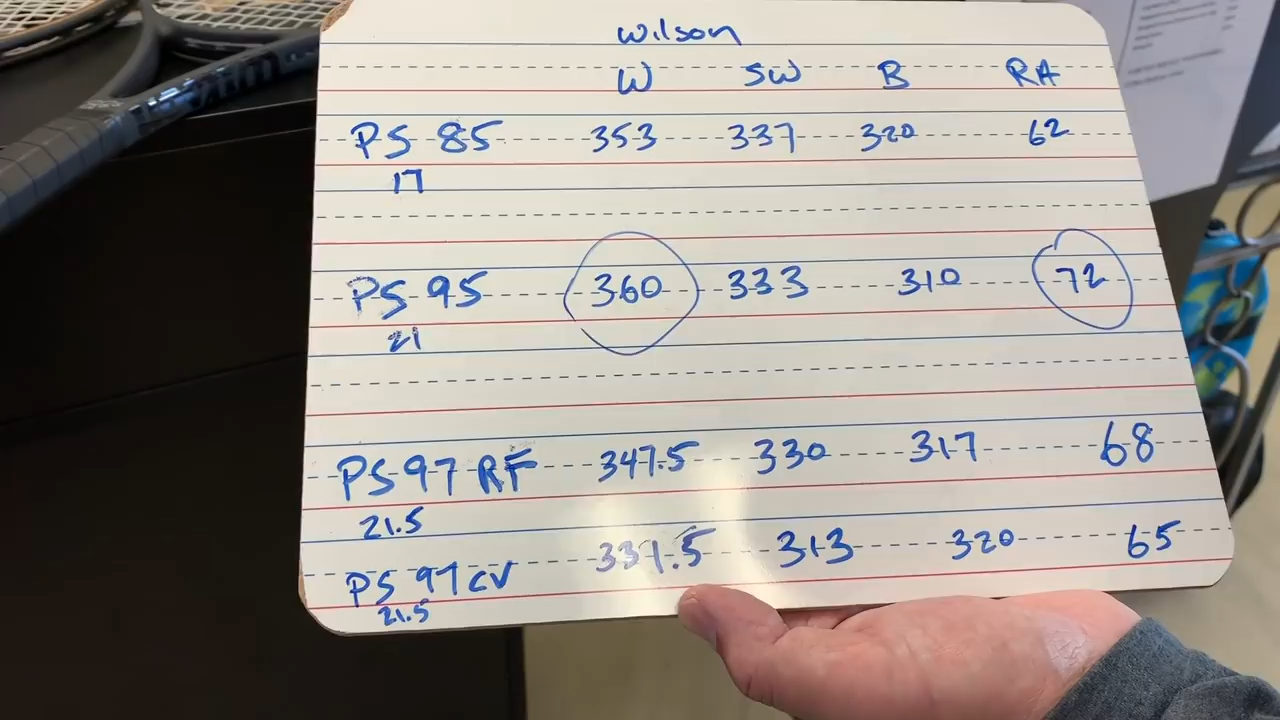 Wilson
W SW B RA
PS 85 353 337 320 62
17
PS 95 360 333 310 72
21
PS 97 RF 347.5 330 317 68
21.5
PS 97 CV 331.5 313 320 65
21.5